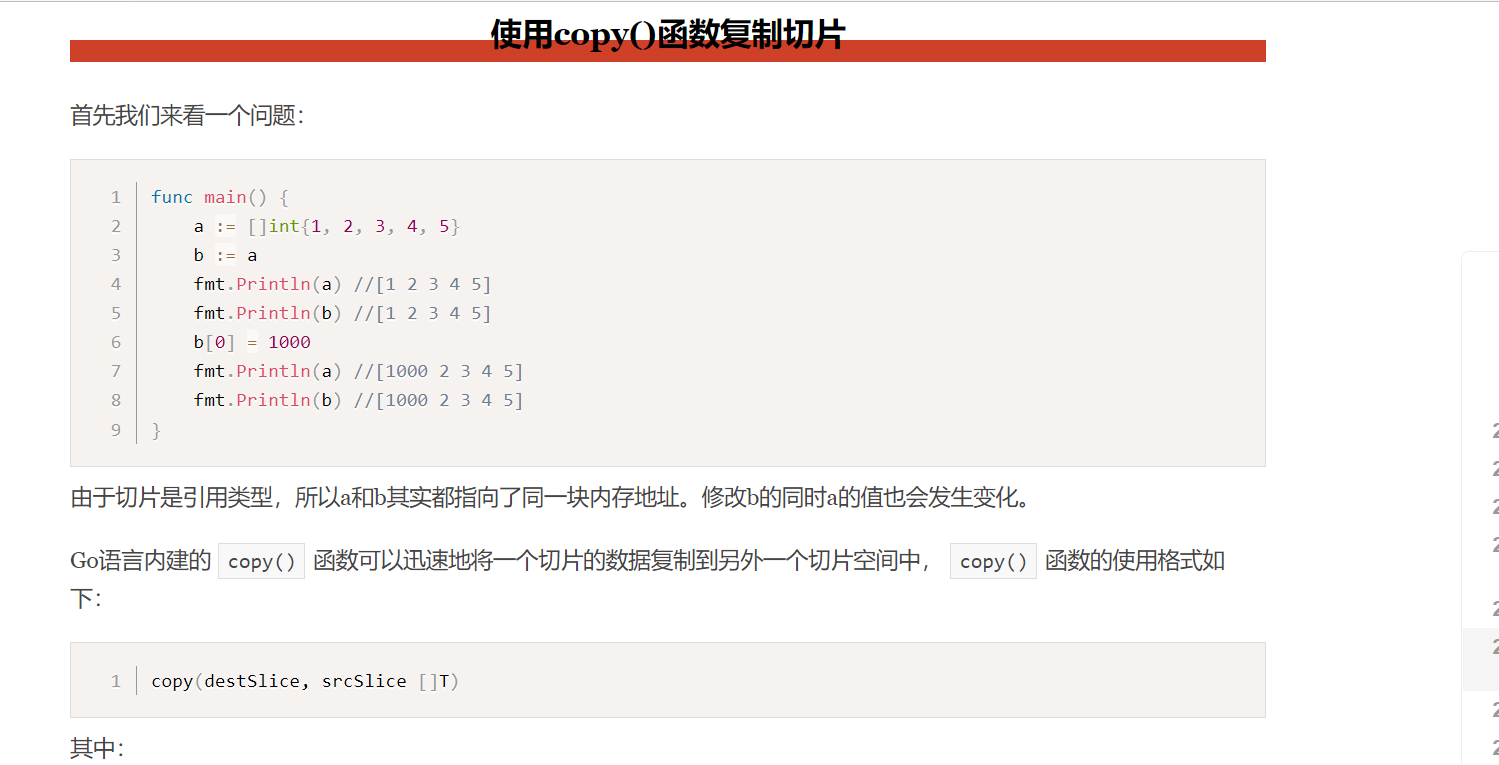 使用copy()函数复制切片
首先我们来看一个问题：
1 func main() {
2     a := []int{1, 2, 3, 4, 5}
3     b := a
4     fmt.Println(a) //[1 2 3 4 5]
5     fmt.Println(b) //[1 2 3 4 5]
6     b[0] = 1000
7     fmt.Println(a) //[1000 2 3 4 5]
8     fmt.Println(b) //[1000 2 3 4 5]
9 }
由于切片是引用类型，所以a和b其实都指向了同一块内存地址。修改b的同时a的值也会发生变化。
Go语言内建的 copy() 函数可以迅速地将一个切片的数据复制到另外一个切片空间中， copy() 函数的使用格式如
下：
1 copy(destSlice, srcSlice []T)
其中：